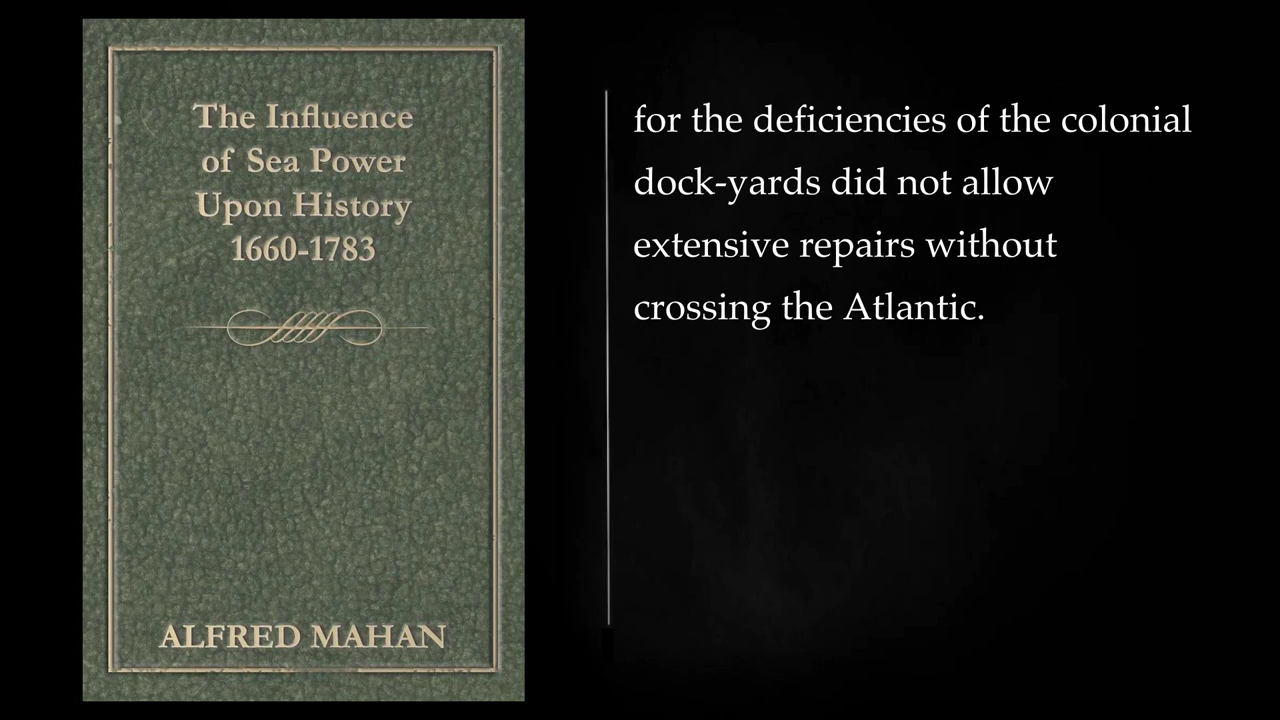 The Influence
of Sea Power
Upon History
1660-1783
ALFRED MAHAN
for the deficiencies of the colonial
dock-yards did not allow
extensive repairs without
crossing the Atlantic.